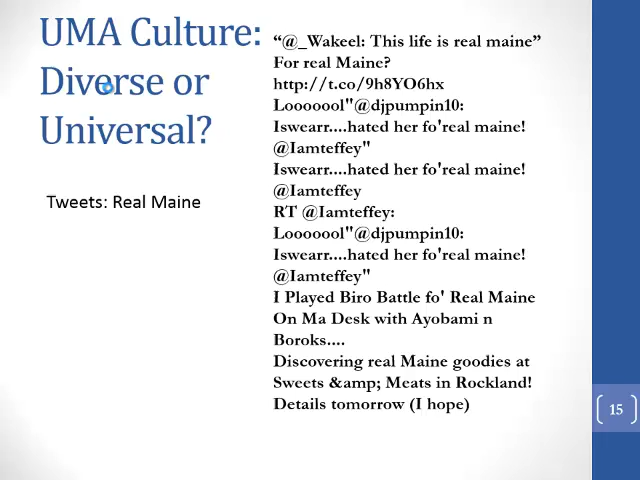 UMA Culture:
Diverse or
Universal?
Tweets: Real Maine
“@_Wakeel: This life is real maine”
For real Maine?
http://t.co/9h8YO6hx
Looooool"@djpumpin10:
Iswearr....hated her fo'real maine!
@Iamteffey"
Iswearr....hated her fo'real maine!
@Iamteffey
RT @Iamteffey:
Looooool"@djpumpin10:
Iswearr....hated her fo'real maine!
@Iamteffey"
I Played Biro Battle fo' Real Maine
On Ma Desk with Ayobami n
Boroks....
Discovering real Maine goodies at
Sweets &amp; Meats in Rockland!
Details tomorrow (I hope)
15